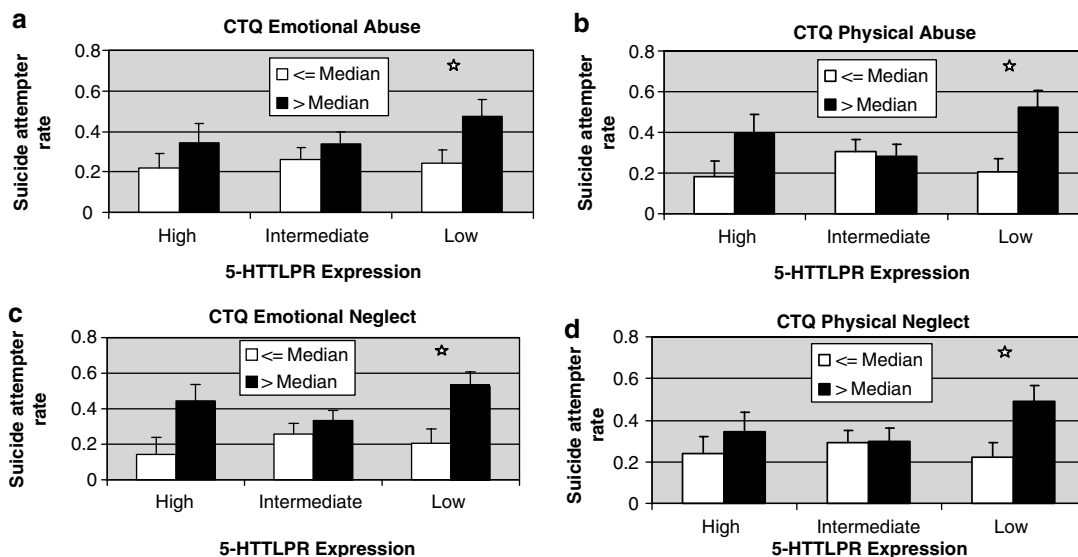 a
CTQ Emotional Abuse
0.8
0.6
0.4
0.2
0
Suicide attempter
rate
<= Median
> Median
High Intermediate Low
5-HTTLPR Expression
b
CTQ Physical Abuse
0.8
0.6
0.4
0.2
0
Suicide attempter
rate
<= Median
> Median
High Intermediate Low
5-HTTLPR Expression
c
CTQ Emotional Neglect
0.8
0.6
0.4
0.2
0
Suicide attempter
rate
<= Median
> Median
High Intermediate Low
5-HTTLPR Expression
d
CTQ Physical Neglect
0.8
0.6
0.4
0.2
0
Suicide attempter
rate
<= Median
> Median
High Intermediate Low
5-HTTLPR Expression